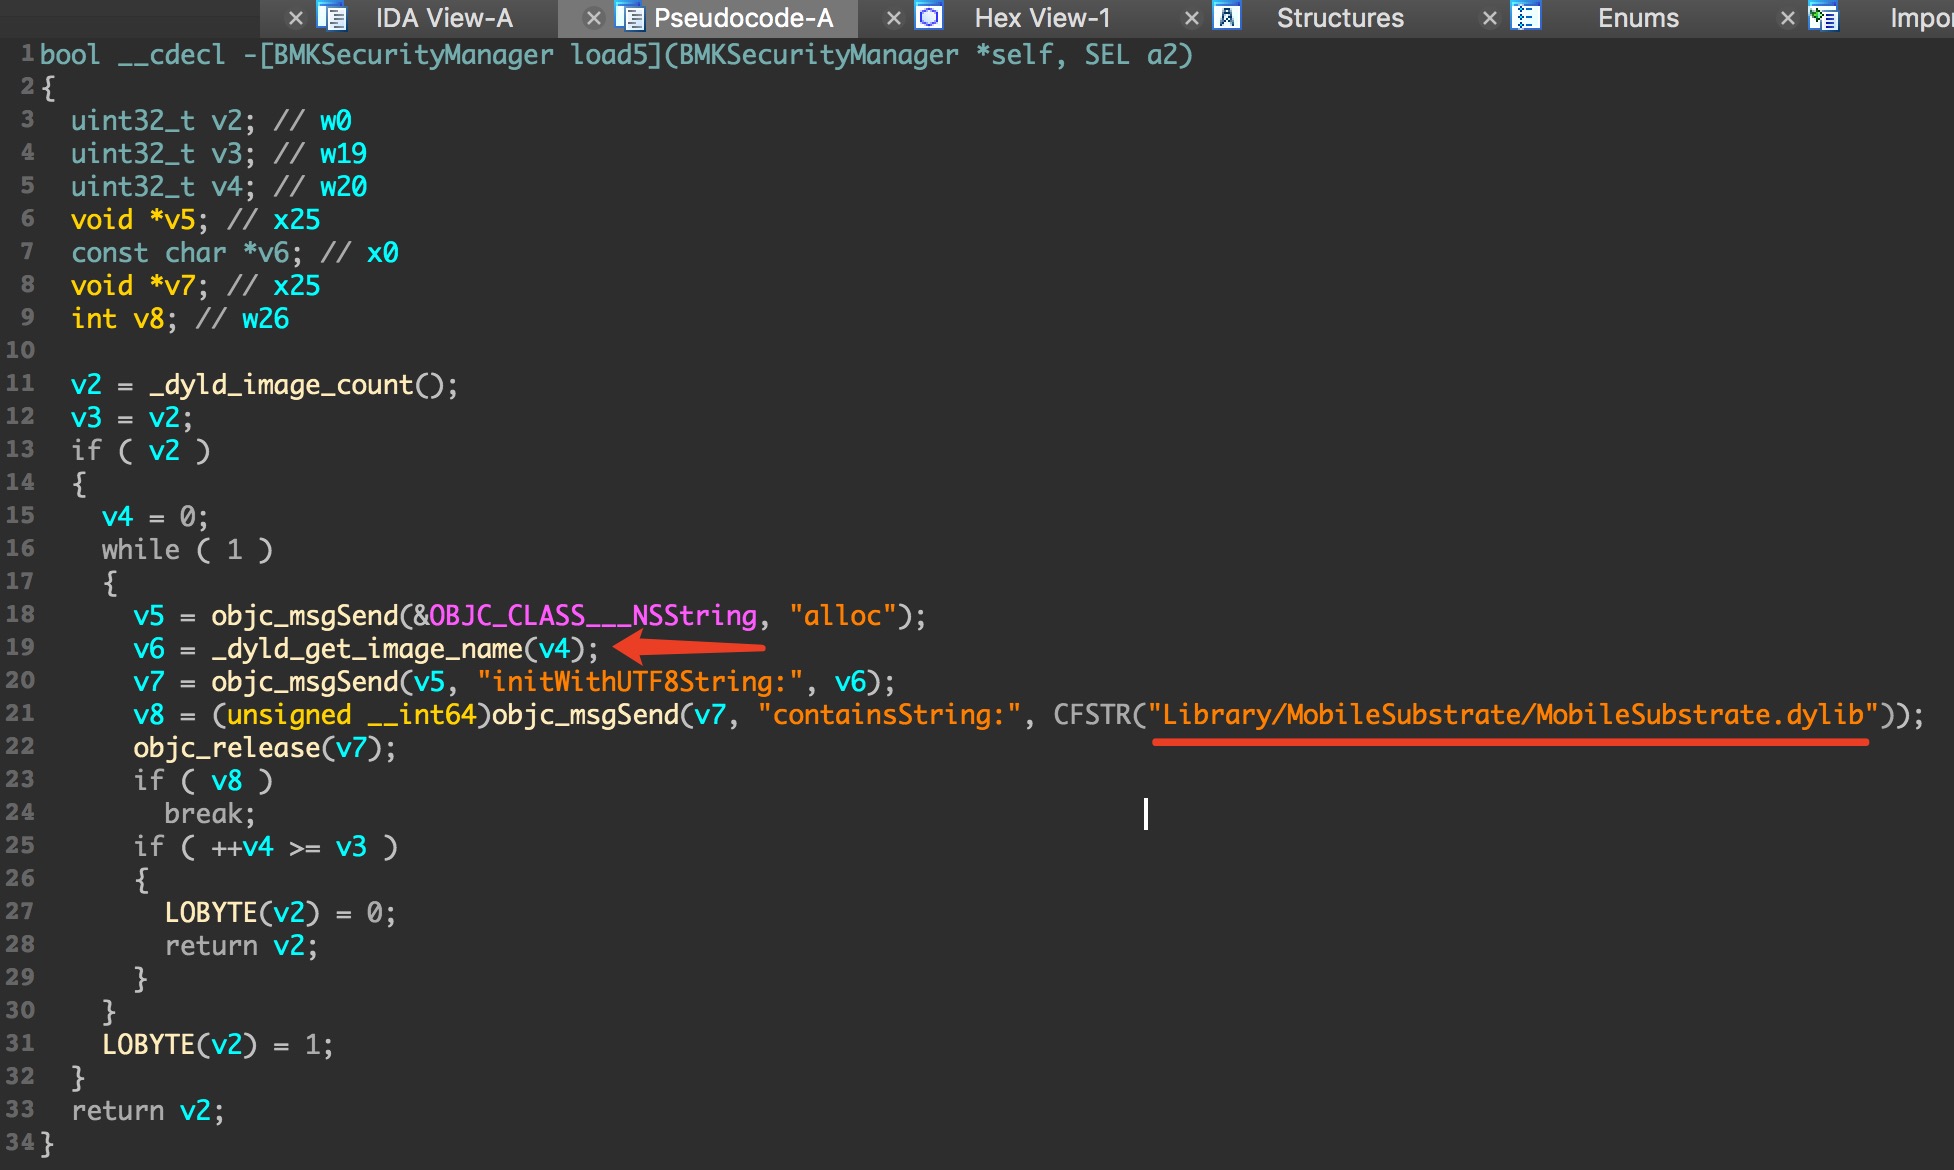 IDA View-A Pseudocode-A Hex View-1 Structures Enums Impo
1 bool __cdecl -[BMKSecurityManager load5](BMKSecurityManager *self, SEL a2)
2 {
3 uint32_t v2; // w0
4 uint32_t v3; // w19
5 uint32_t v4; // w20
6 void *v5; // x25
7 const char *v6; // x0
8 void *v7; // x25
9 int v8; // w26
10
11 v2 = _dyld_image_count();
12 v3 = v2;
13 if ( v2 )
14 {
15 v4 = 0;
16 while ( 1 )
17 {
18 v5 = objc_msgSend(&OBJC_CLASS___NSString, "alloc");
19 v6 = _dyld_get_image_name(v4);
20 v7 = objc_msgSend(v5, "initWithUTF8String:", v6);
21 v8 = (unsigned __int64)objc_msgSend(v7, "containsString:", CFSTR("Library/MobileSubstrate/MobileSubstrate.dylib"));
22 objc_release(v7);
23 if ( v8 )
24 break;
25 if ( ++v4 >= v3 )
26 {
27 LOBYTE(v2) = 0;
28 return v2;
29 }
30 }
31 LOBYTE(v2) = 1;
32 }
33 return v2;
34 }